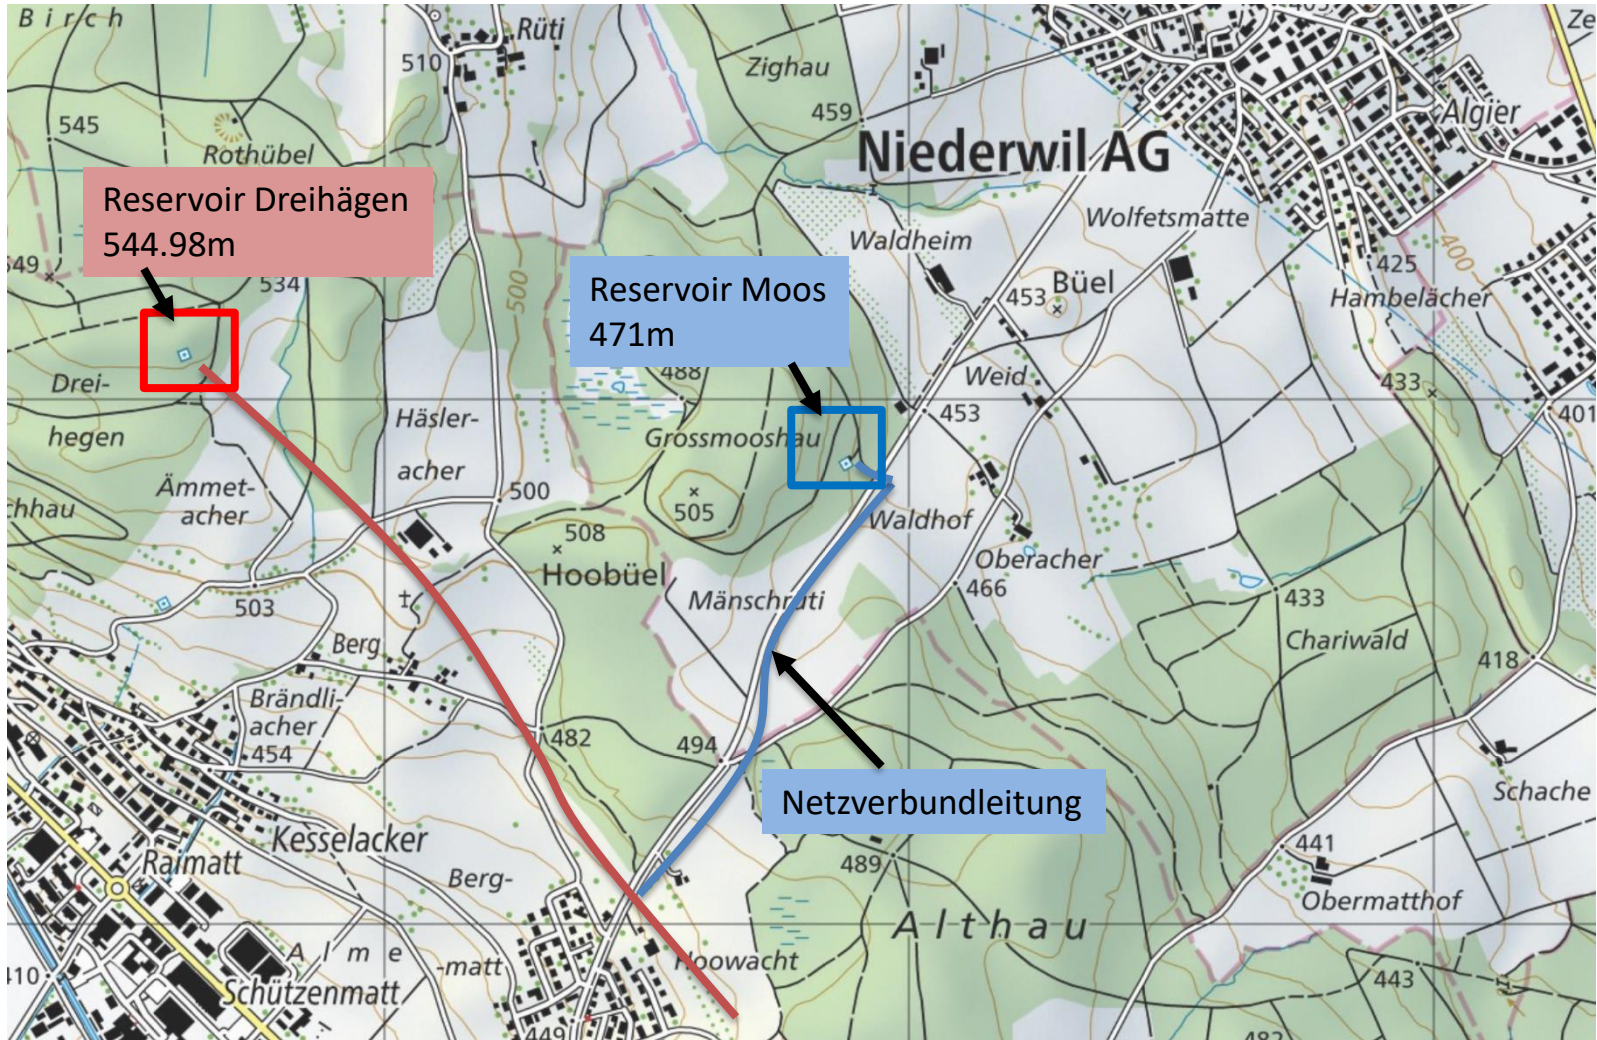 Birch
Rüti
510
Zighau
459
Niederwil AG
Algier
545
Rothübel
Reservoir Dreihägen
544.98m
534
500
Waldheim
Wolfetsmatte
425
400
Hambelächer
453
Büel
Reservoir Moos
471m
488
Weid
453
433
401
Drei-
hegen
Häsler-
acher
Grossmooshau
Ämmet-
acher
500
505
508
Hoobüel
Waldhof
Oberacher
466
433
Mänschrüti
Chariwald
418
503
Berg
Brändli-
acher
454
482
494
Netzverbundleitung
Schache
Kesselacker
Raimatt
Berg-
-matt
489
441
Obermatthof
Althau
Alme
Hoowacht
Schützenmatt
443
449